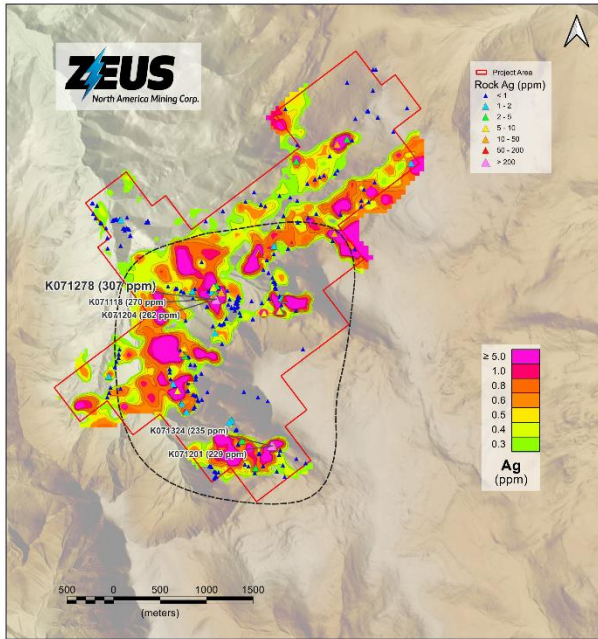 ZEUS
North America Mining Corp.
Project Area
Rock Ag (ppm)
< 1
1 - 2
2 - 5
5 - 10
10 - 50
50 - 200
> 200
K071278 (307 ppm)
K071118 (270 ppm)
K071204 (262 ppm)
K071324 (235 ppm)
K071201 (229 ppm)
≥ 5.0
1.0
0.8
0.6
0.5
0.4
0.3
Ag
(ppm)
500 0 500 1000 1500
(meters)